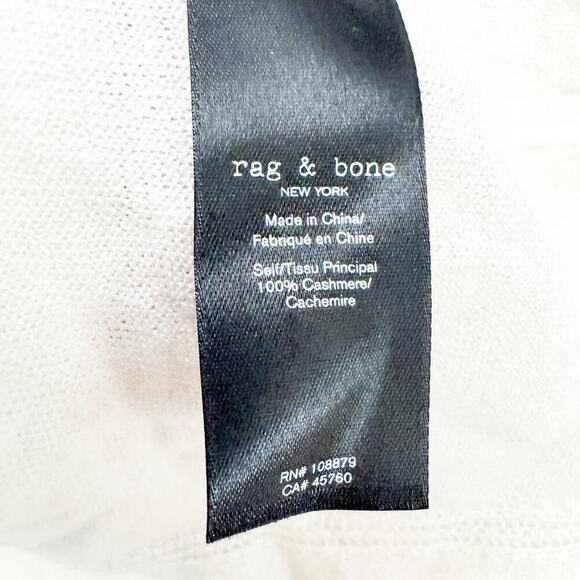 rag & bone
NEW YORK
Made in China/
Fabriqué en Chine
Self/Tissu Principal
100% Cashmere/
Cachemire
RN# 108879
CA# 45760